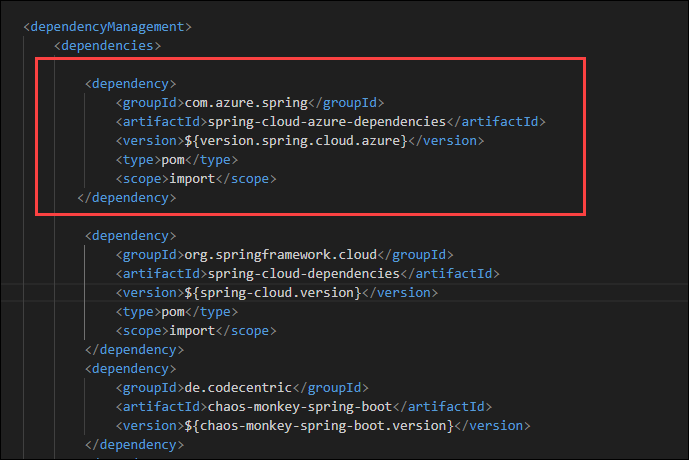 <dependencyManagement>
<dependencies>
<dependency>
<groupId>com.azure.spring</groupId>
<artifactId>spring-cloud-azure-dependencies</artifactId>
<version>${version.spring.cloud.azure}</version>
<type>pom</type>
<scope>import</scope>
</dependency>
<dependency>
<groupId>org.springframework.cloud</groupId>
<artifactId>spring-cloud-dependencies</artifactId>
<version>${spring-cloud.version}</version>
<type>pom</type>
<scope>import</scope>
</dependency>
<dependency>
<groupId>de.codecentric</groupId>
<artifactId>chaos-monkey-spring-boot</artifactId>
<version>${chaos-monkey-spring-boot.version}</version>
</dependency>